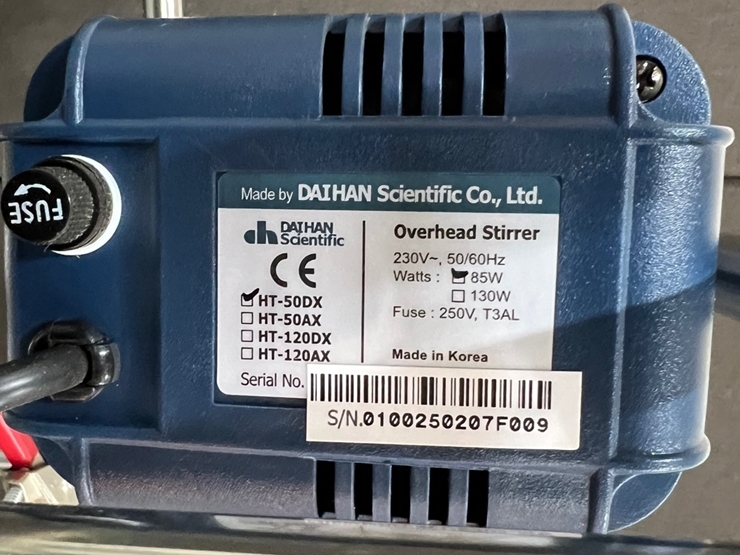 FUSE
Made by DAIHAN Scientific Co., Ltd.
dh DAIHAN Scientific
CE
HT-50DX
HT-50AX
HT-120DX
HT-120AX
Serial No.
Overhead Stirrer
230V~, 50/60Hz
Watts : 85W
130W
Fuse : 250V, T3AL
Made in Korea
S/N.0100250207F009